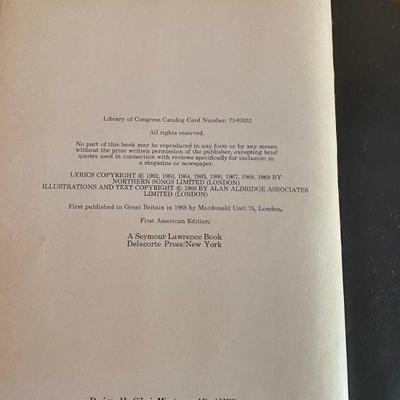 Library of Congress Catalog Card Number: 73-87052
All rights reserved.
No part of this book may be reproduced in any form or by any means
without the prior written permission of the publisher, excepting brief
quotes used in connection with reviews specifically for inclusion in
a magazine or newspaper.
LYRICS COPYRIGHT © 1962, 1963, 1964, 1965, 1966, 1967, 1968, 1969 BY
NORTHERN SONGS LIMITED (LONDON)
ILLUSTRATIONS AND TEXT COPYRIGHT © 1969 BY ALAN ALDRIDGE ASSOCIATES
LIMITED (LONDON)
First published in Great Britain in 1969 by Macdonald Unit 75, London,
First American Edition:
A Seymour Lawrence Book
Delacorte Press/New York